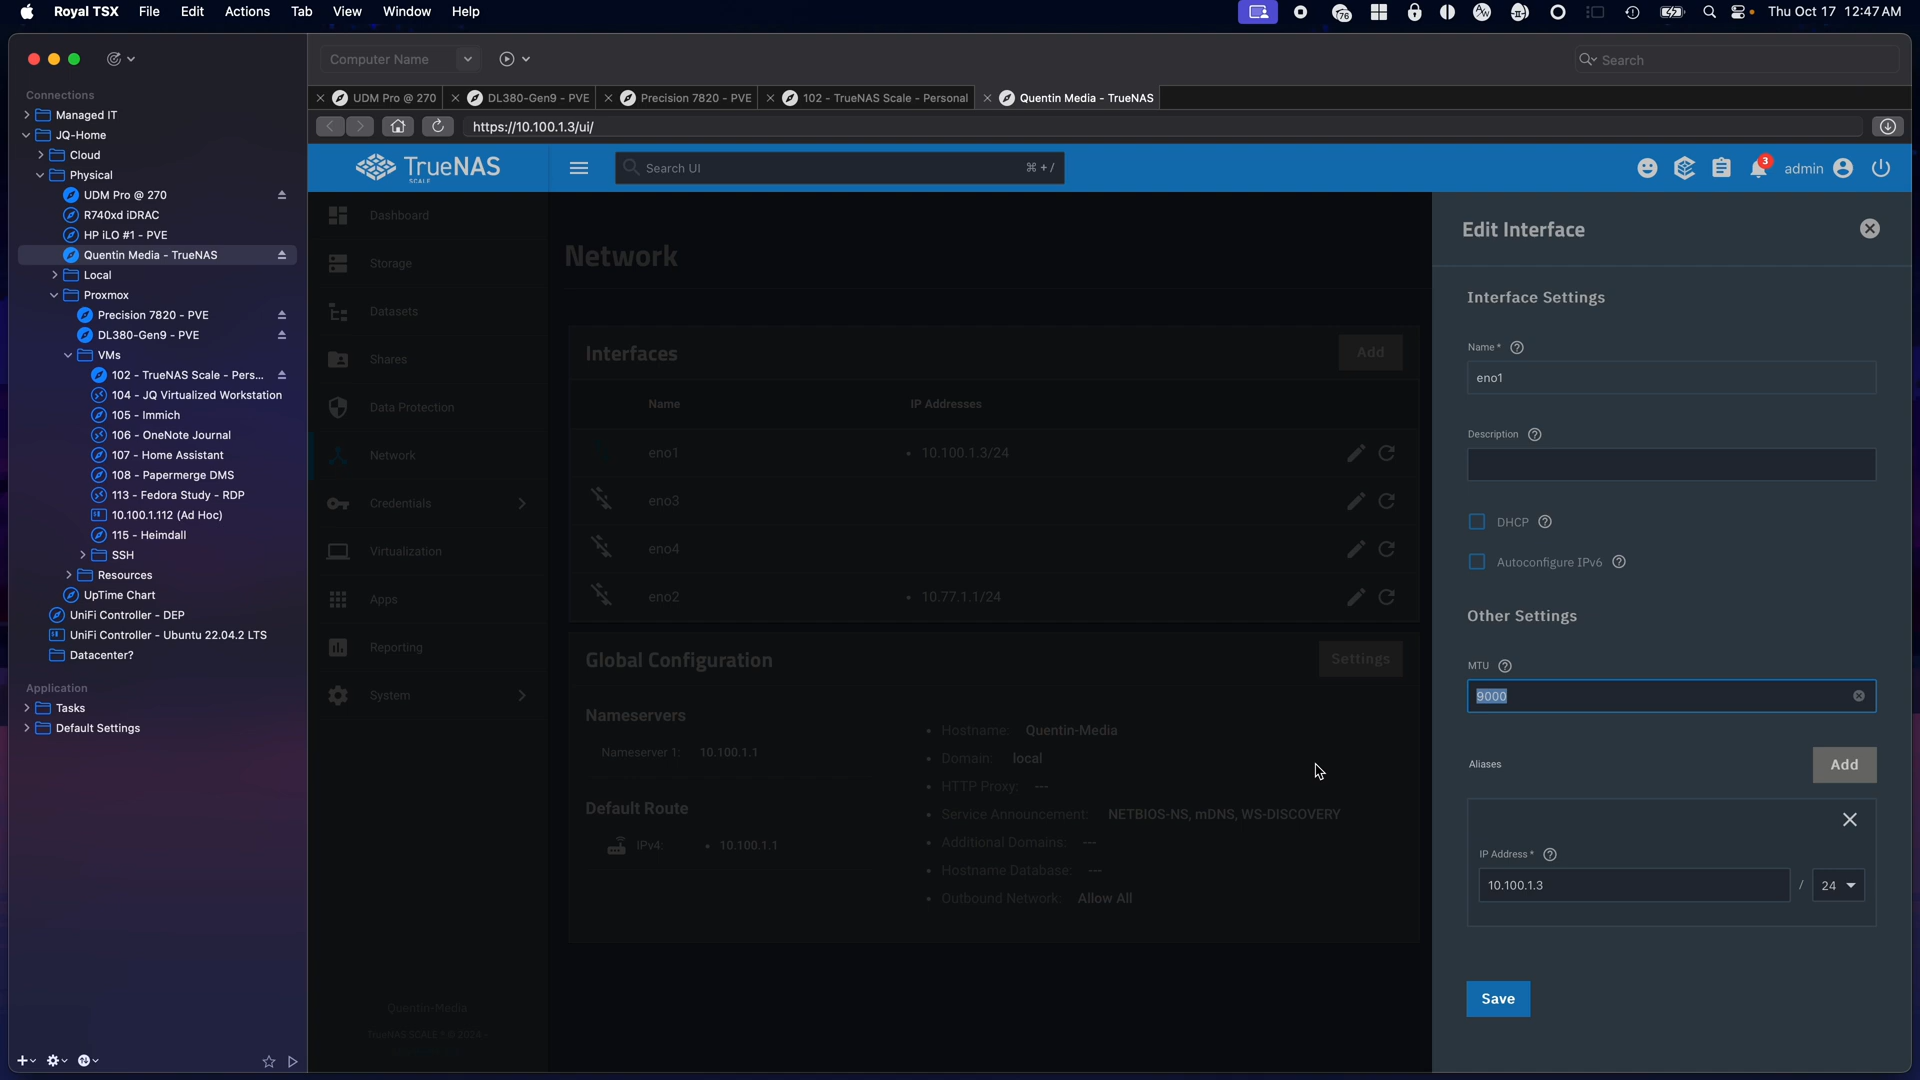 Royal TSX File Edit Actions Tab View Window Help
76
Thu Oct 17 12:47 AM
Computer Name
Search
Connections
Managed IT
JQ-Home
Cloud
Physical
UDM Pro @ 270
R740xd iDRAC
HP iLO #1 - PVE
Quentin Media - TrueNAS
Local
Proxmox
Precision 7820 - PVE
DL380-Gen9 - PVE
VMs
102 - TrueNAS Scale - Pers...
104 - JQ Virtualized Workstation
105 - Immich
106 - OneNote Journal
107 - Home Assistant
108 - Papermerge DMS
113 - Fedora Study - RDP
10.100.1.112 (Ad Hoc)
115 - Heimdall
SSH
Resources
UpTime Chart
UniFi Controller - DEP
UniFi Controller - Ubuntu 22.04.2 LTS
Datacenter?
Application
Tasks
Default Settings
UDM Pro @ 270
DL380-Gen9 - PVE
Precision 7820 - PVE
102 - TrueNAS Scale - Personal
Quentin Media - TrueNAS
https://10.100.1.3/ui/
TrueNAS
SCALE
Search UI
⌘ + /
3
admin
Dashboard
Storage
Datasets
Shares
Data Protection
Network
Credentials
Virtualization
Apps
Reporting
System
Quentin-Media
TrueNAS SCALE ® © 2024 -
Network
Interfaces
Add
Name IP Addresses
eno1 • 10.100.1.3/24
eno3
eno4
eno2 • 10.77.1.1/24
Global Configuration
Settings
Nameservers
Nameserver 1: 10.100.1.1
Default Route
IPv4: • 10.100.1.1
• Hostname: Quentin-Media
• Domain: local
• HTTP Proxy: ---
• Service Announcement: NETBIOS-NS, mDNS, WS-DISCOVERY
• Additional Domains: ---
• Hostname Database: ---
• Outbound Network: Allow All
Edit Interface
Interface Settings
Name *
eno1
Description
DHCP
Autoconfigure IPv6
Other Settings
MTU
9000
Aliases
Add
IP Address *
10.100.1.3 / 24
Save